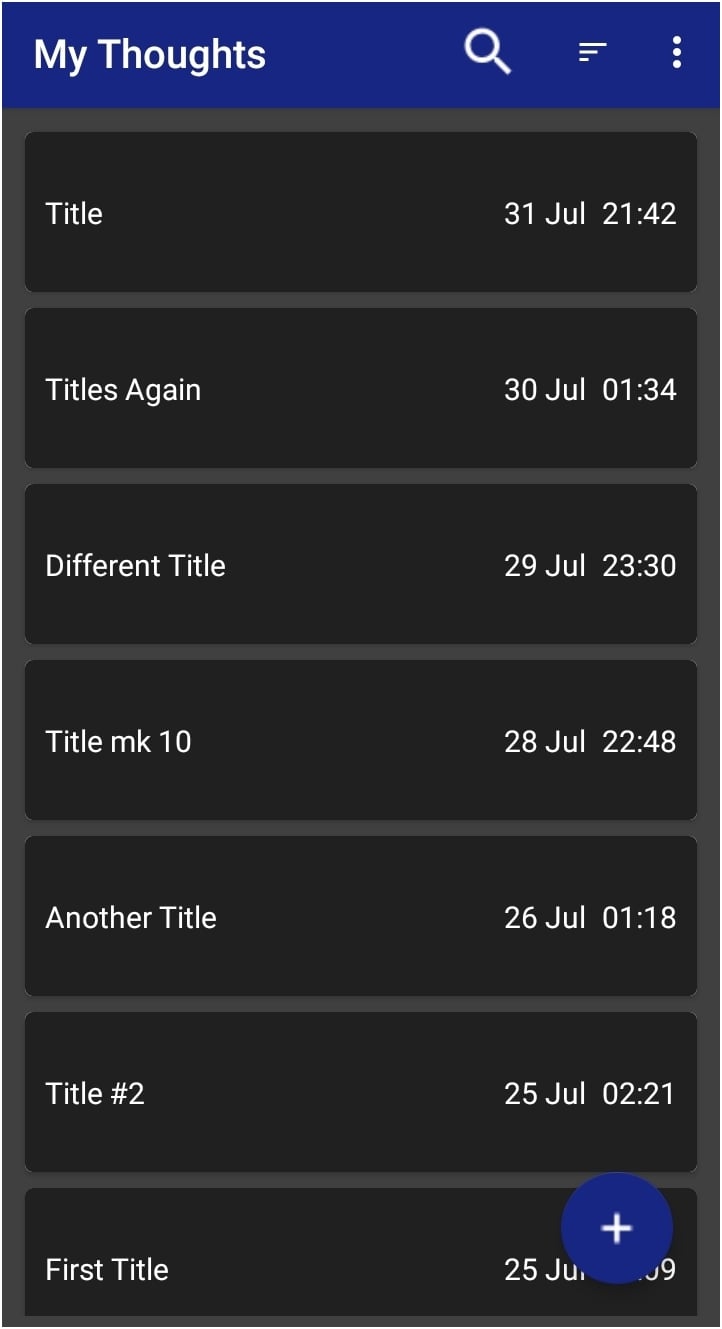 My Thoughts
Title 31 Jul 21:42
Titles Again 30 Jul 01:34
Different Title 29 Jul 23:30
Title mk 10 28 Jul 22:48
Another Title 26 Jul 01:18
Title #2 25 Jul 02:21
First Title 25